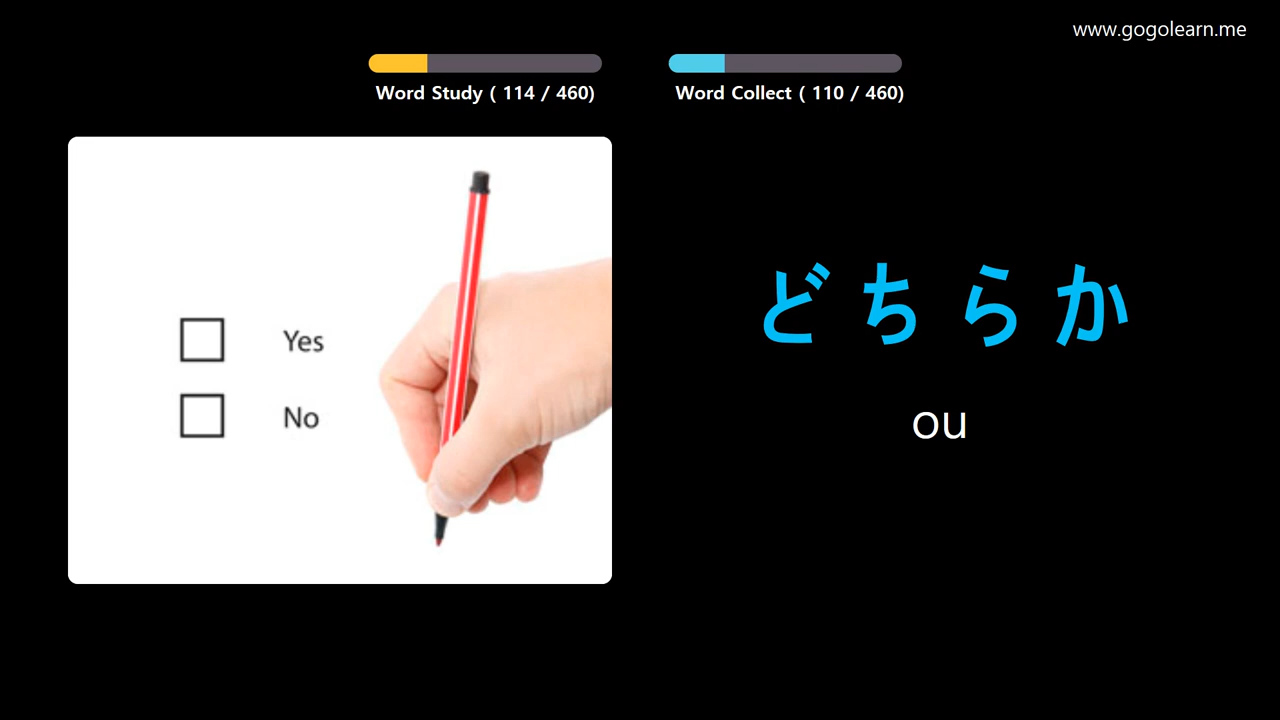 www.gogolearn.me
Word Study ( 114 / 460)
Word Collect ( 110 / 460)
Yes
No
どちらか
ou